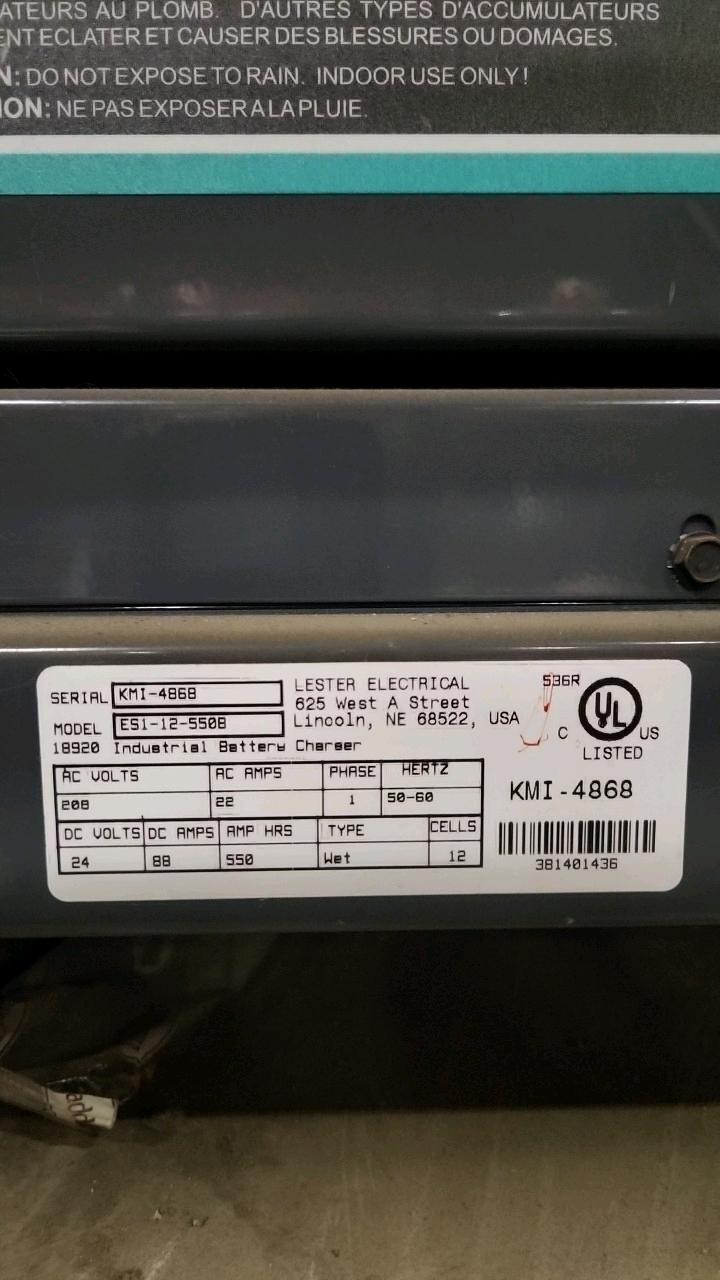 ATEURS AU PLOMB. D'AUTRES TYPES D'ACCUMULATEURS
ENT ECLATER ET CAUSER DES BLESSURES OU DOMAGES.
N: DO NOT EXPOSE TO RAIN. INDOOR USE ONLY!
ION: NE PAS EXPOSER A LA PLUIE.
SERIAL KMI-4868
MODEL ES1-12-550B
18920 Industrial Battery Charger
LESTER ELECTRICAL
625 West A Street
Lincoln, NE 68522, USA
536R
C UL US
LISTED
AC VOLTS AC AMPS PHASE HERTZ
208 22 1 50-60
DC VOLTS DC AMPS AMP HRS TYPE CELLS
24 88 550 Wet 12
KMI-4868
381401436
add